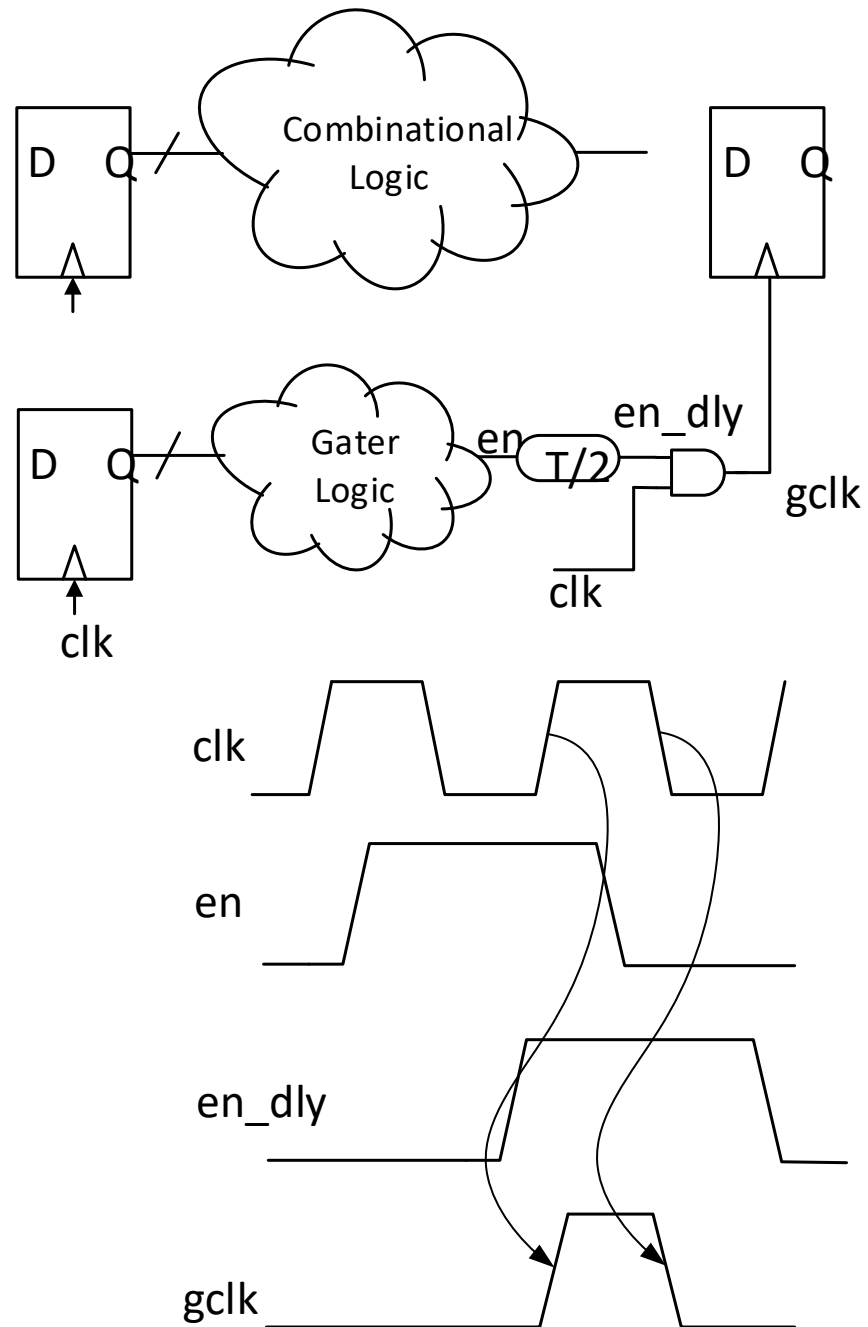 D Q
Combinational
Logic
D Q
D Q
Gater
Logic
en
T/2
en_dly
gclk
clk
clk
clk
en
en_dly
gclk